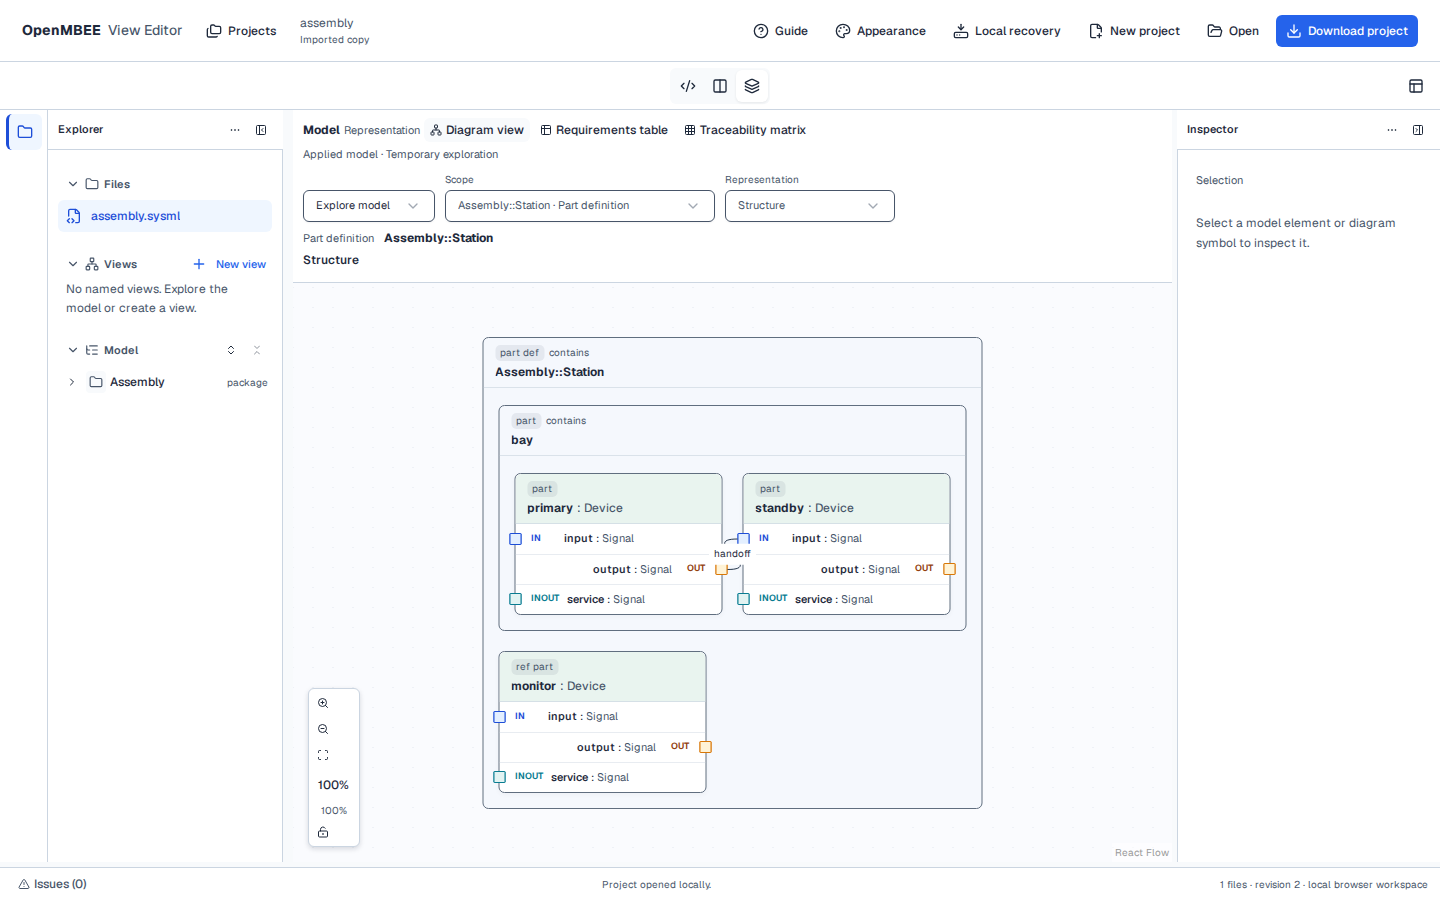 OpenMBEE View Editor
Projects
assembly
Imported copy
Guide
Appearance
Local recovery
New project
Open
Download project
Explorer
Files
assembly.sysml
Views
New view
No named views. Explore the
model or create a view.
Model
Assembly
package
Model Representation Diagram view Requirements table Traceability matrix
Applied model · Temporary exploration
Scope
Representation
Explore model
Assembly::Station · Part definition
Structure
Part definition Assembly::Station
Structure
part def contains
Assembly::Station
part contains
bay
part
primary : Device
IN input : Signal
output : Signal OUT
INOUT service : Signal
handoff
part
standby : Device
IN input : Signal
output : Signal OUT
INOUT service : Signal
ref part
monitor : Device
IN input : Signal
output : Signal OUT
INOUT service : Signal
100%
100%
React Flow
Inspector
Selection
Select a model element or diagram
symbol to inspect it.
Issues (0)
Project opened locally.
1 files · revision 2 · local browser workspace